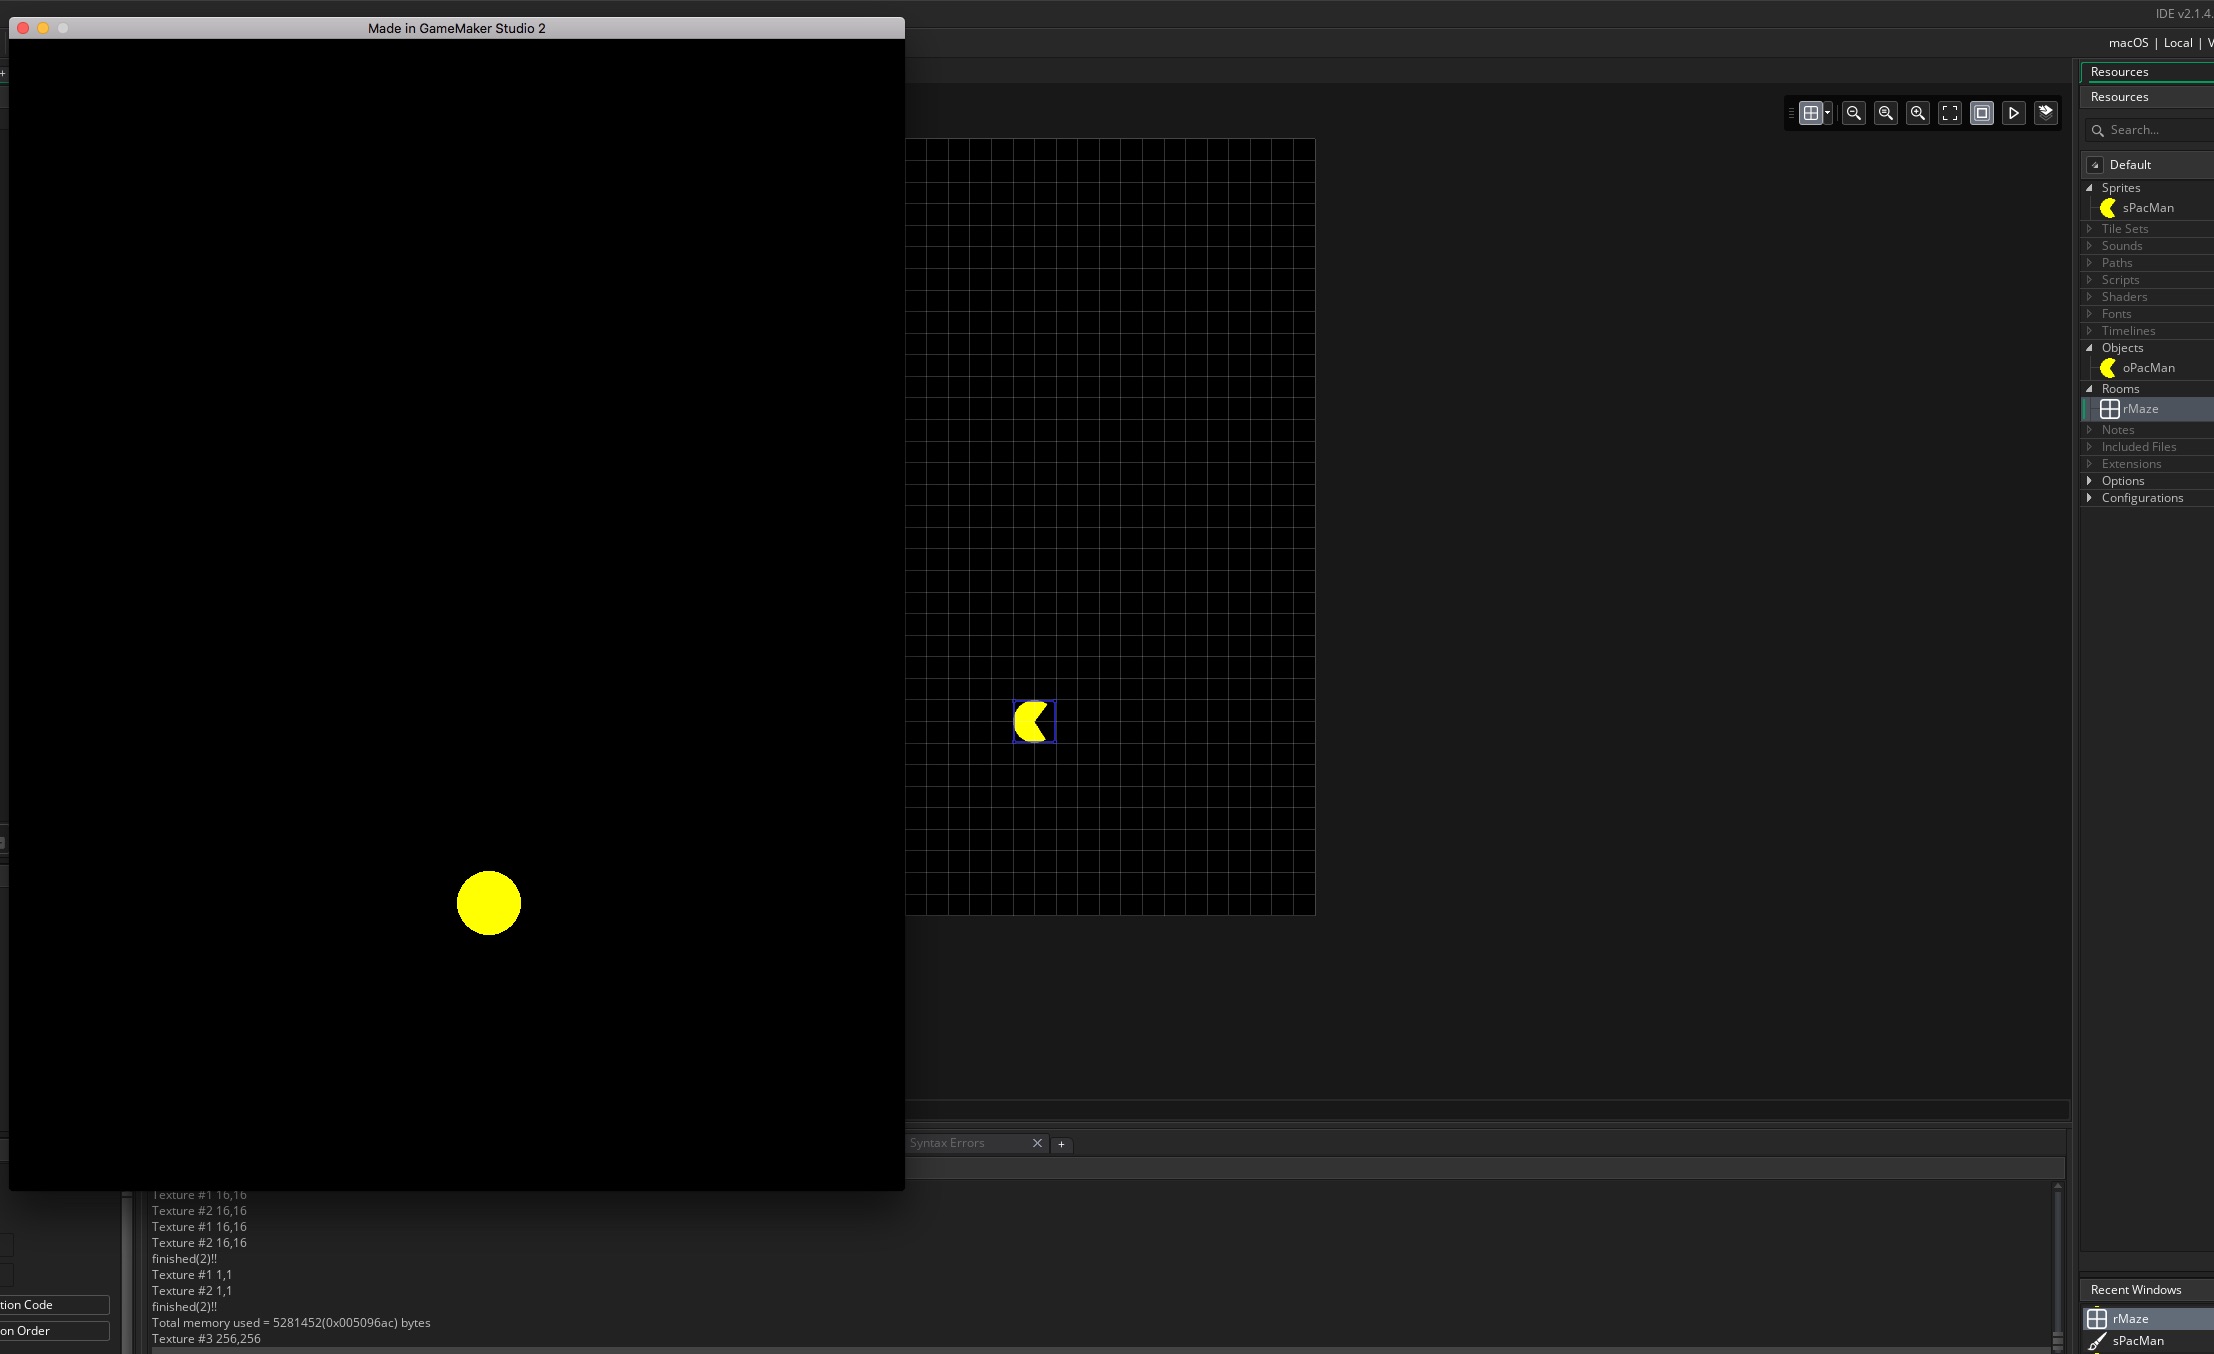 Made in GameMaker Studio 2
IDE v2.1.4.
macOS | Local | V
Resources
Resources
Search...
Default
Sprites
sPacMan
Tile Sets
Sounds
Paths
Scripts
Shaders
Fonts
Timelines
Objects
oPacMan
Rooms
rMaze
Notes
Included Files
Extensions
Options
Configurations
Syntax Errors
Texture #1 16,16
Texture #2 16,16
Texture #1 16,16
Texture #2 16,16
finished(2)!!
Texture #1 1,1
Texture #2 1,1
finished(2)!!
Total memory used = 5281452(0x005096ac) bytes
Texture #3 256,256
tion Code
on Order
Recent Windows
rMaze
sPacMan